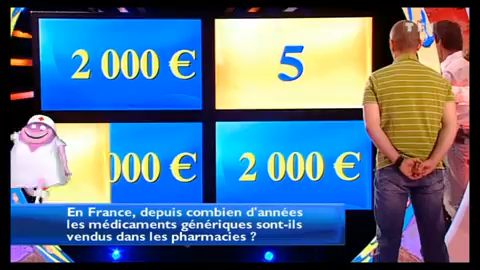 2 000 €
5
000 €
2 000 €
En France, depuis combien d'années
les médicaments génériques sont-ils
vendus dans les pharmacies ?